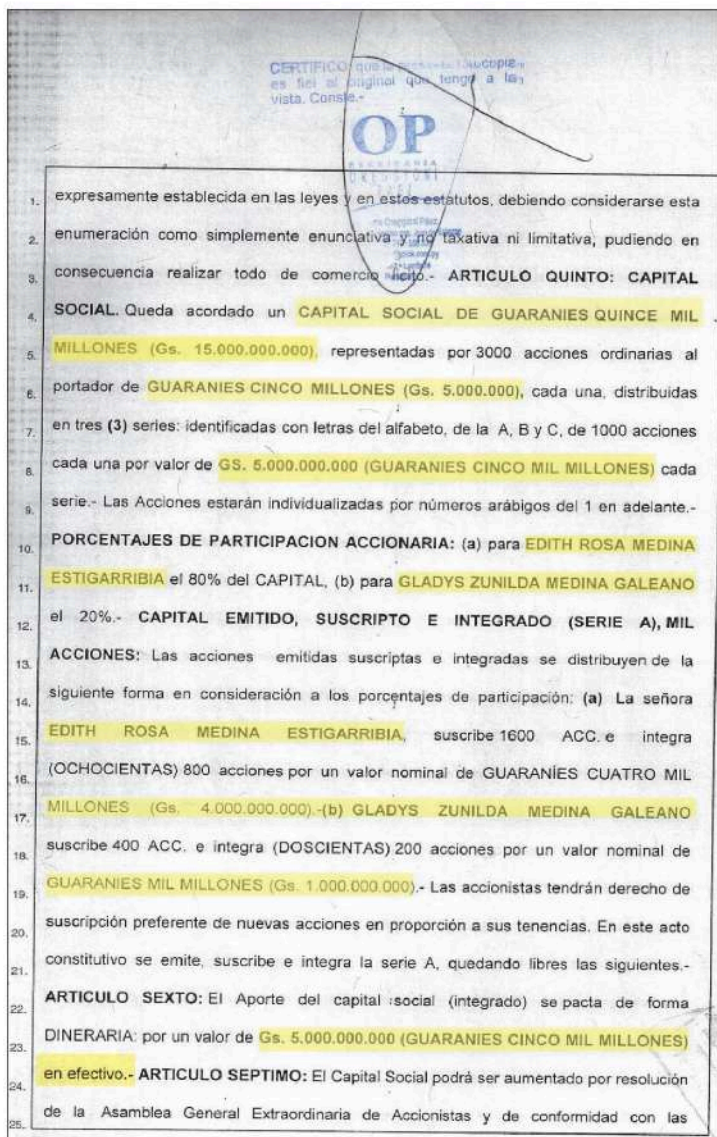 CERTIFICO que la presente Fotocopia
es fiel al original que tengo a la
vista. Conste.-
OP
ESCRIBANIA
1. expresamente establecida en las leyes y en estos estatutos, debiendo considerarse esta
2. enumeración como simplemente enunciativa y no taxativa ni limitativa, pudiendo en
3. consecuencia realizar todo de comercio lícito.- ARTICULO QUINTO: CAPITAL
4. SOCIAL. Queda acordado un CAPITAL SOCIAL DE GUARANIES QUINCE MIL
5. MILLONES (Gs. 15.000.000.000), representadas por 3000 acciones ordinarias al
6. portador de GUARANIES CINCO MILLONES (Gs. 5.000.000), cada una, distribuidas
7. en tres (3) series: identificadas con letras del alfabeto, de la A, B y C, de 1000 acciones
8. cada una por valor de GS. 5.000.000.000 (GUARANIES CINCO MIL MILLONES) cada
9. serie.- Las Acciones estarán individualizadas por números arábigos del 1 en adelante.-
10. PORCENTAJES DE PARTICIPACION ACCIONARIA: (a) para EDITH ROSA MEDINA
11. ESTIGARRIBIA el 80% del CAPITAL, (b) para GLADYS ZUNILDA MEDINA GALEANO
12. el 20%.- CAPITAL EMITIDO, SUSCRIPTO E INTEGRADO (SERIE A), MIL
13. ACCIONES: Las acciones emitidas suscriptas e integradas se distribuyen de la
14. siguiente forma en consideración a los porcentajes de participación: (a) La señora
15. EDITH ROSA MEDINA ESTIGARRIBIA, suscribe 1600 ACC. e integra
16. (OCHOCIENTAS) 800 acciones por un valor nominal de GUARANÍES CUATRO MIL
17. MILLONES (Gs. 4.000.000.000).-(b) GLADYS ZUNILDA MEDINA GALEANO
18. suscribe 400 ACC. e integra (DOSCIENTAS) 200 acciones por un valor nominal de
19. GUARANIES MIL MILLONES (Gs. 1.000.000.000).- Las accionistas tendrán derecho de
20. suscripción preferente de nuevas acciones en proporción a sus tenencias. En este acto
21. constitutivo se emite, suscribe e integra la serie A, quedando libres las siguientes.-
22. ARTICULO SEXTO: El Aporte del capital social (integrado) se pacta de forma
23. DINERARIA: por un valor de Gs. 5.000.000.000 (GUARANIES CINCO MIL MILLONES)
24. en efectivo.- ARTICULO SEPTIMO: El Capital Social podrá ser aumentado por resolución
25. de la Asamblea General Extraordinaria de Accionistas y de conformidad con las